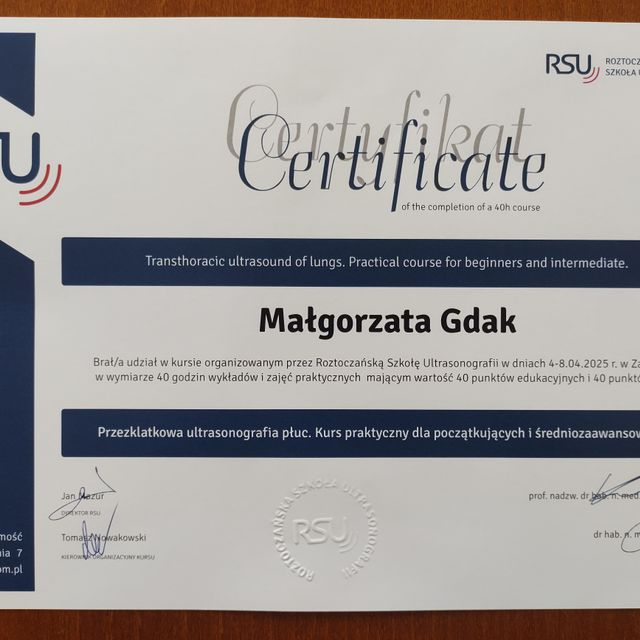 RSU ROZTOCZAŃ
SZKOŁA U
SU
Certyfikat
Certificate
of the completion of a 40h course
Transthoracic ultrasound of lungs. Practical course for beginners and intermediate.
Małgorzata Gdak
Brał/a udział w kursie organizowanym przez Roztoczańską Szkołę Ultrasonografii w dniach 4-8.04.2025 r. w Za
w wymiarze 40 godzin wykładów i zajęć praktycznych mającym wartość 40 punktów edukacyjnych i 40 punktó
Przezklatkowa ultrasonografia płuc. Kurs praktyczny dla początkujących i średniozaawansow
Jan Mazur
DYREKTOR RSU
Tomasz Nowakowski
KIEROWNIK ORGANIZACYJNY KURSU
prof. nadzw. dr hab. n. med.
dr hab. n. m
ROZTOCZAŃSKA SZKOŁA ULTRASONOGRAFII
RSU
mość
nia 7
om.pl